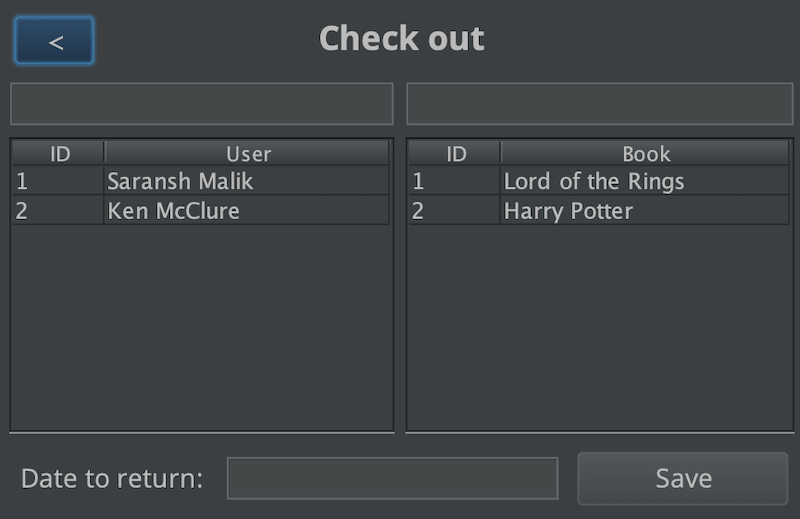 <
Check out
ID User
1 Saransh Malik
2 Ken McClure
ID Book
1 Lord of the Rings
2 Harry Potter
Date to return:
Save